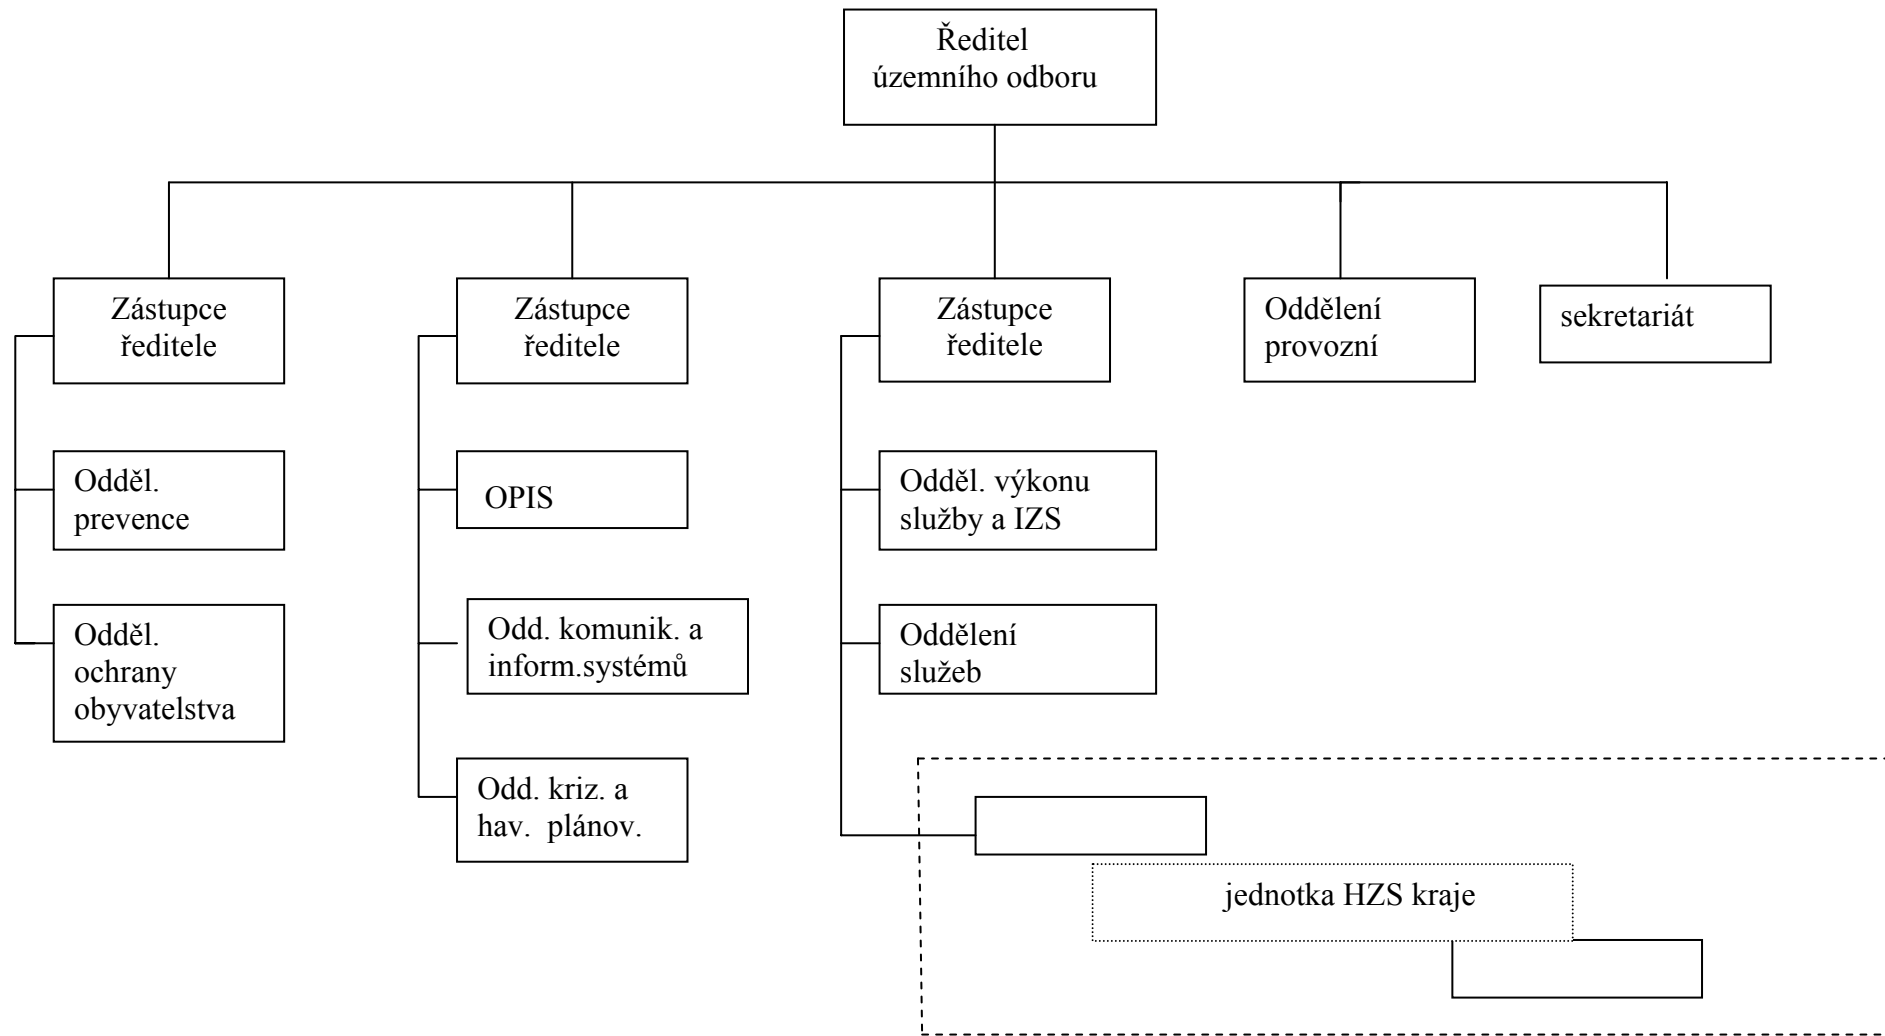 Ředitel
územního odboru
Zástupce
ředitele
Zástupce
ředitele
Zástupce
ředitele
Oddělení
provozní
sekretariát
Odděl.
prevence
OPIS
Odděl. výkonu
služby a IZS
Odděl.
ochrany
obyvatelstva
Odd. komunik. a
inform.systémů
Oddělení
služeb
Odd. kriz. a
hav. plánov.
jednotka HZS kraje